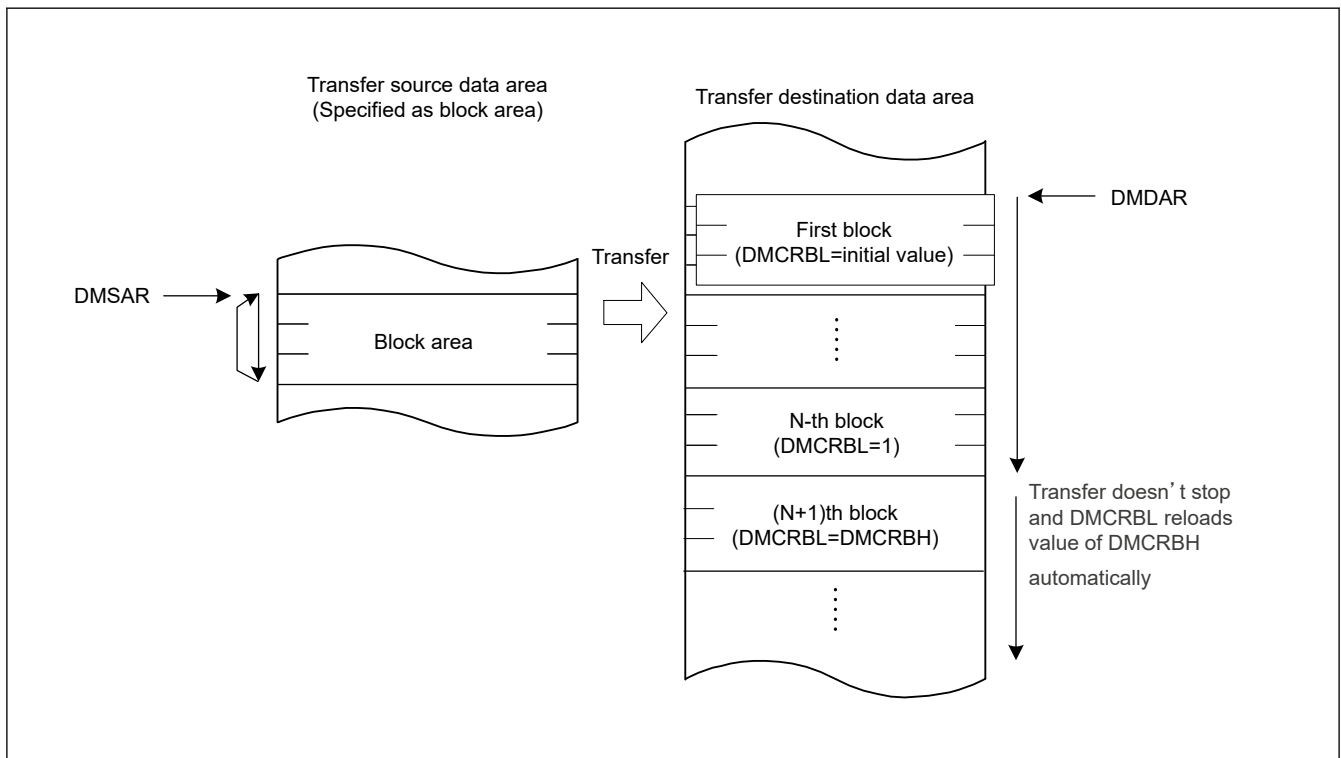 Transfer source data area
(Specified as block area)
Transfer destination data area
DMDAR
First block
(DMCRBL=initial value)
Transfer
DMSAR
Block area
N-th block
(DMCRBL=1)
Transfer doesn’t stop
and DMCRBL reloads
value of DMCRBH
automatically
(N+1)th block
(DMCRBL=DMCRBH)